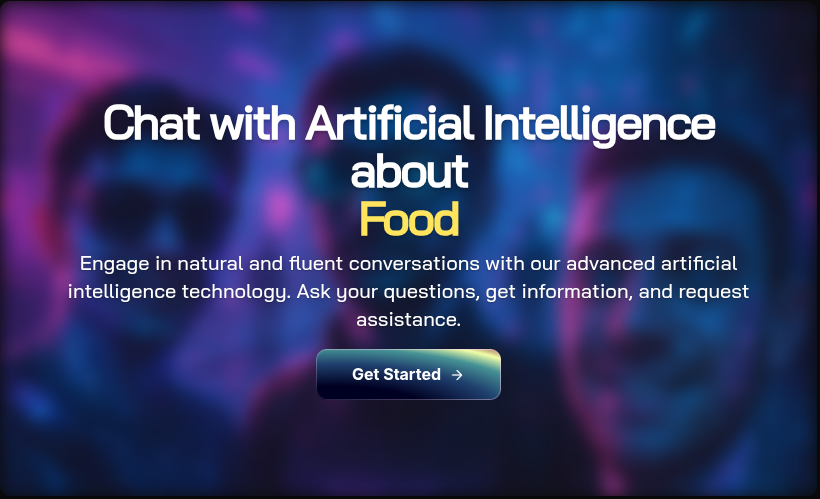 Chat with Artificial Intelligence
about
Food
Engage in natural and fluent conversations with our advanced artificial
intelligence technology. Ask your questions, get information, and request
assistance.
Get Started →